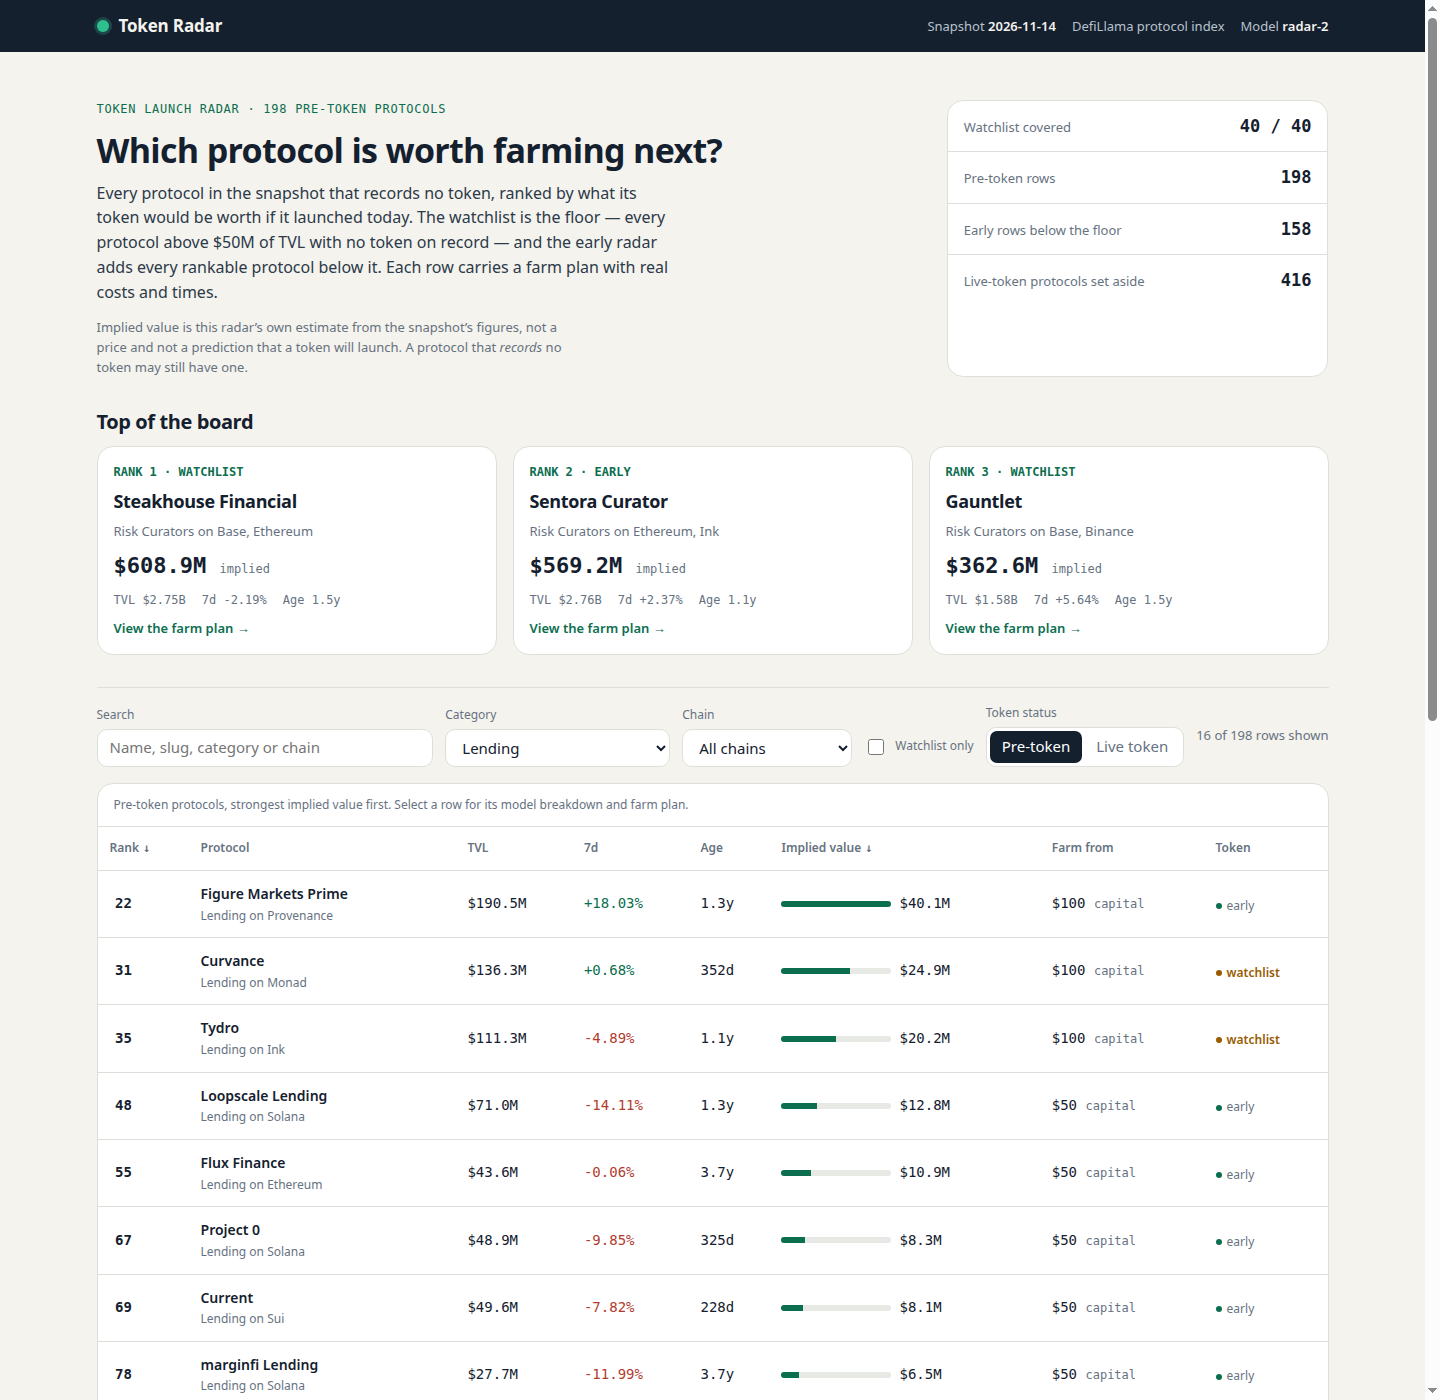 Token Radar
Snapshot 2026-11-14 DefiLlama protocol index Model radar-2
TOKEN LAUNCH RADAR · 198 PRE-TOKEN PROTOCOLS
Which protocol is worth farming next?
Every protocol in the snapshot that records no token, ranked by what its
token would be worth if it launched today. The watchlist is the floor — every
protocol above $50M of TVL with no token on record — and the early radar
adds every rankable protocol below it. Each row carries a farm plan with real
costs and times.
Implied value is this radar’s own estimate from the snapshot’s figures, not a
price and not a prediction that a token will launch. A protocol that records no
token may still have one.
Watchlist covered 40 / 40
Pre-token rows 198
Early rows below the floor 158
Live-token protocols set aside 416
Top of the board
RANK 1 · WATCHLIST
Steakhouse Financial
Risk Curators on Base, Ethereum
$608.9M implied
TVL $2.75B 7d -2.19% Age 1.5y
View the farm plan →
RANK 2 · EARLY
Sentora Curator
Risk Curators on Ethereum, Ink
$569.2M implied
TVL $2.76B 7d +2.37% Age 1.1y
View the farm plan →
RANK 3 · WATCHLIST
Gauntlet
Risk Curators on Base, Binance
$362.6M implied
TVL $1.58B 7d +5.64% Age 1.5y
View the farm plan →
Search
Name, slug, category or chain
Category
Lending
Chain
All chains
Watchlist only
Token status
Pre-token Live token
16 of 198 rows shown
Pre-token protocols, strongest implied value first. Select a row for its model breakdown and farm plan.
Rank ↓ Protocol TVL 7d Age Implied value ↓ Farm from Token
22 Figure Markets Prime $190.5M +18.03% 1.3y $40.1M $100 capital early
Lending on Provenance
31 Curvance $136.3M +0.68% 352d $24.9M $100 capital watchlist
Lending on Monad
35 Tydro $111.3M -4.89% 1.1y $20.2M $100 capital watchlist
Lending on Ink
48 Loopscale Lending $71.0M -14.11% 1.3y $12.8M $50 capital early
Lending on Solana
55 Flux Finance $43.6M -0.06% 3.7y $10.9M $50 capital early
Lending on Ethereum
67 Project 0 $48.9M -9.85% 325d $8.3M $50 capital early
Lending on Solana
69 Current $49.6M -7.82% 228d $8.1M $50 capital early
Lending on Sui
78 marginfi Lending $27.7M -11.99% 3.7y $6.5M $50 capital early
Lending on Solana